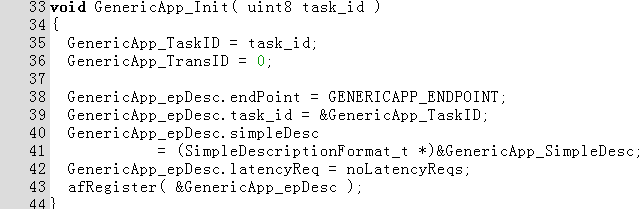 33 void GenericApp_Init( uint8 task_id )
34 {
35   GenericApp_TaskID = task_id;
36   GenericApp_TransID = 0;
37
38   GenericApp_epDesc.endPoint = GENERICAPP_ENDPOINT;
39   GenericApp_epDesc.task_id = &GenericApp_TaskID;
40   GenericApp_epDesc.simpleDesc
41             = (SimpleDescriptionFormat_t *)&GenericApp_SimpleDesc;
42   GenericApp_epDesc.latencyReq = noLatencyReqs;
43   afRegister( &GenericApp_epDesc );
44 }